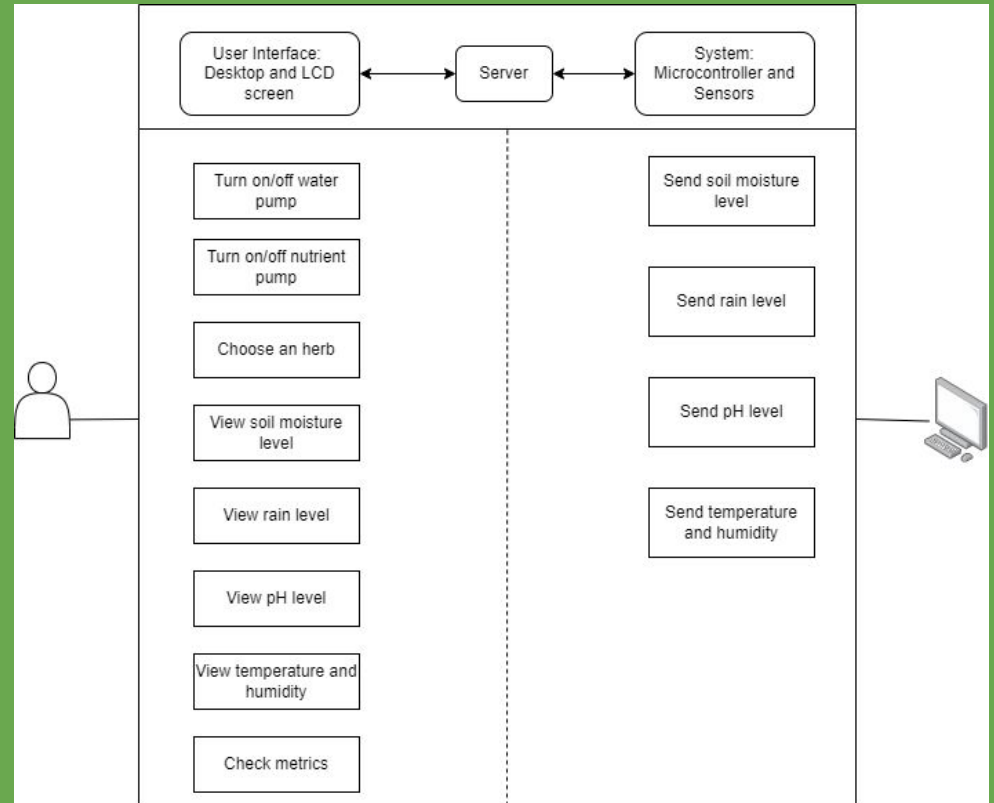 User Interface:
Desktop and LCD
screen
Server
System:
Microcontroller and
Sensors
Turn on/off water
pump
Turn on/off nutrient
pump
Choose an herb
View soil moisture
level
View rain level
View pH level
View temperature and
humidity
Check metrics
Send soil moisture
level
Send rain level
Send pH level
Send temperature
and humidity